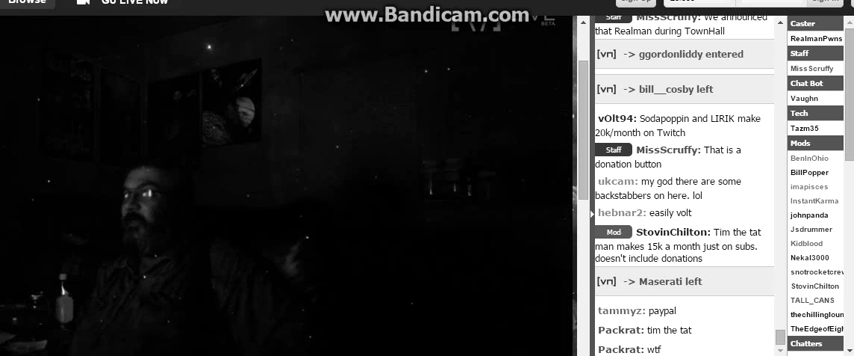 Browse
GO LIVE NOW
www.Bandicam.com
BETA
Staff MissScruffy: We announced
that Realman during TownHall
[vn] -> ggordonliddy entered
[vn] -> bill__cosby left
vOlt94: Sodapoppin and LIRIK make
20k/month on Twitch
Staff MissScruffy: That is a
donation button
ukcam: my god there are some
backstabbers on here. lol
hebnar2: easily volt
Mod StovinChilton: Tim the tat
man makes 15k a month just on subs.
doesn't include donations
[vn] -> Maserati left
tammyz: paypal
Packrat: tim the tat
Packrat: wtf
Caster
RealmanPwns
Staff
MissScruffy
Chat Bot
Vaughn
Tech
Tazm35
Mods
BenInOhio
BillPopper
imapisces
InstantKarma
johnpanda
Jsdrummer
Kidblood
Nekal3000
snotrocketcrew
StovinChilton
TALL_CANS
thechillingloun
TheEdgeofEigh
Chatters